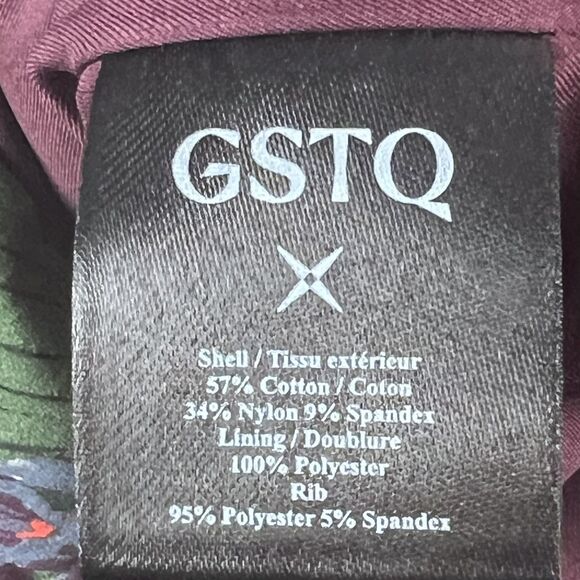 GSTQ
Shell / Tissu extérieur
57% Cotton / Coton
34% Nylon 9% Spandex
Lining / Doublure
100% Polyester
Rib
95% Polyester 5% Spandex